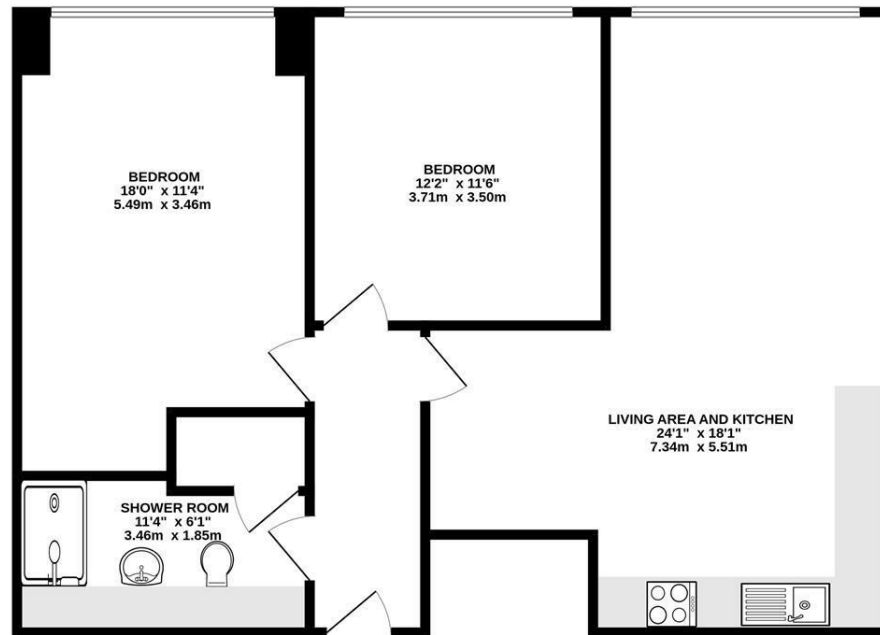 BEDROOM
18'0" x 11'4"
5.49m x 3.46m
BEDROOM
12'2" x 11'6"
3.71m x 3.50m
LIVING AREA AND KITCHEN
24'1" x 18'1"
7.34m x 5.51m
SHOWER ROOM
11'4" x 6'1"
3.46m x 1.85m